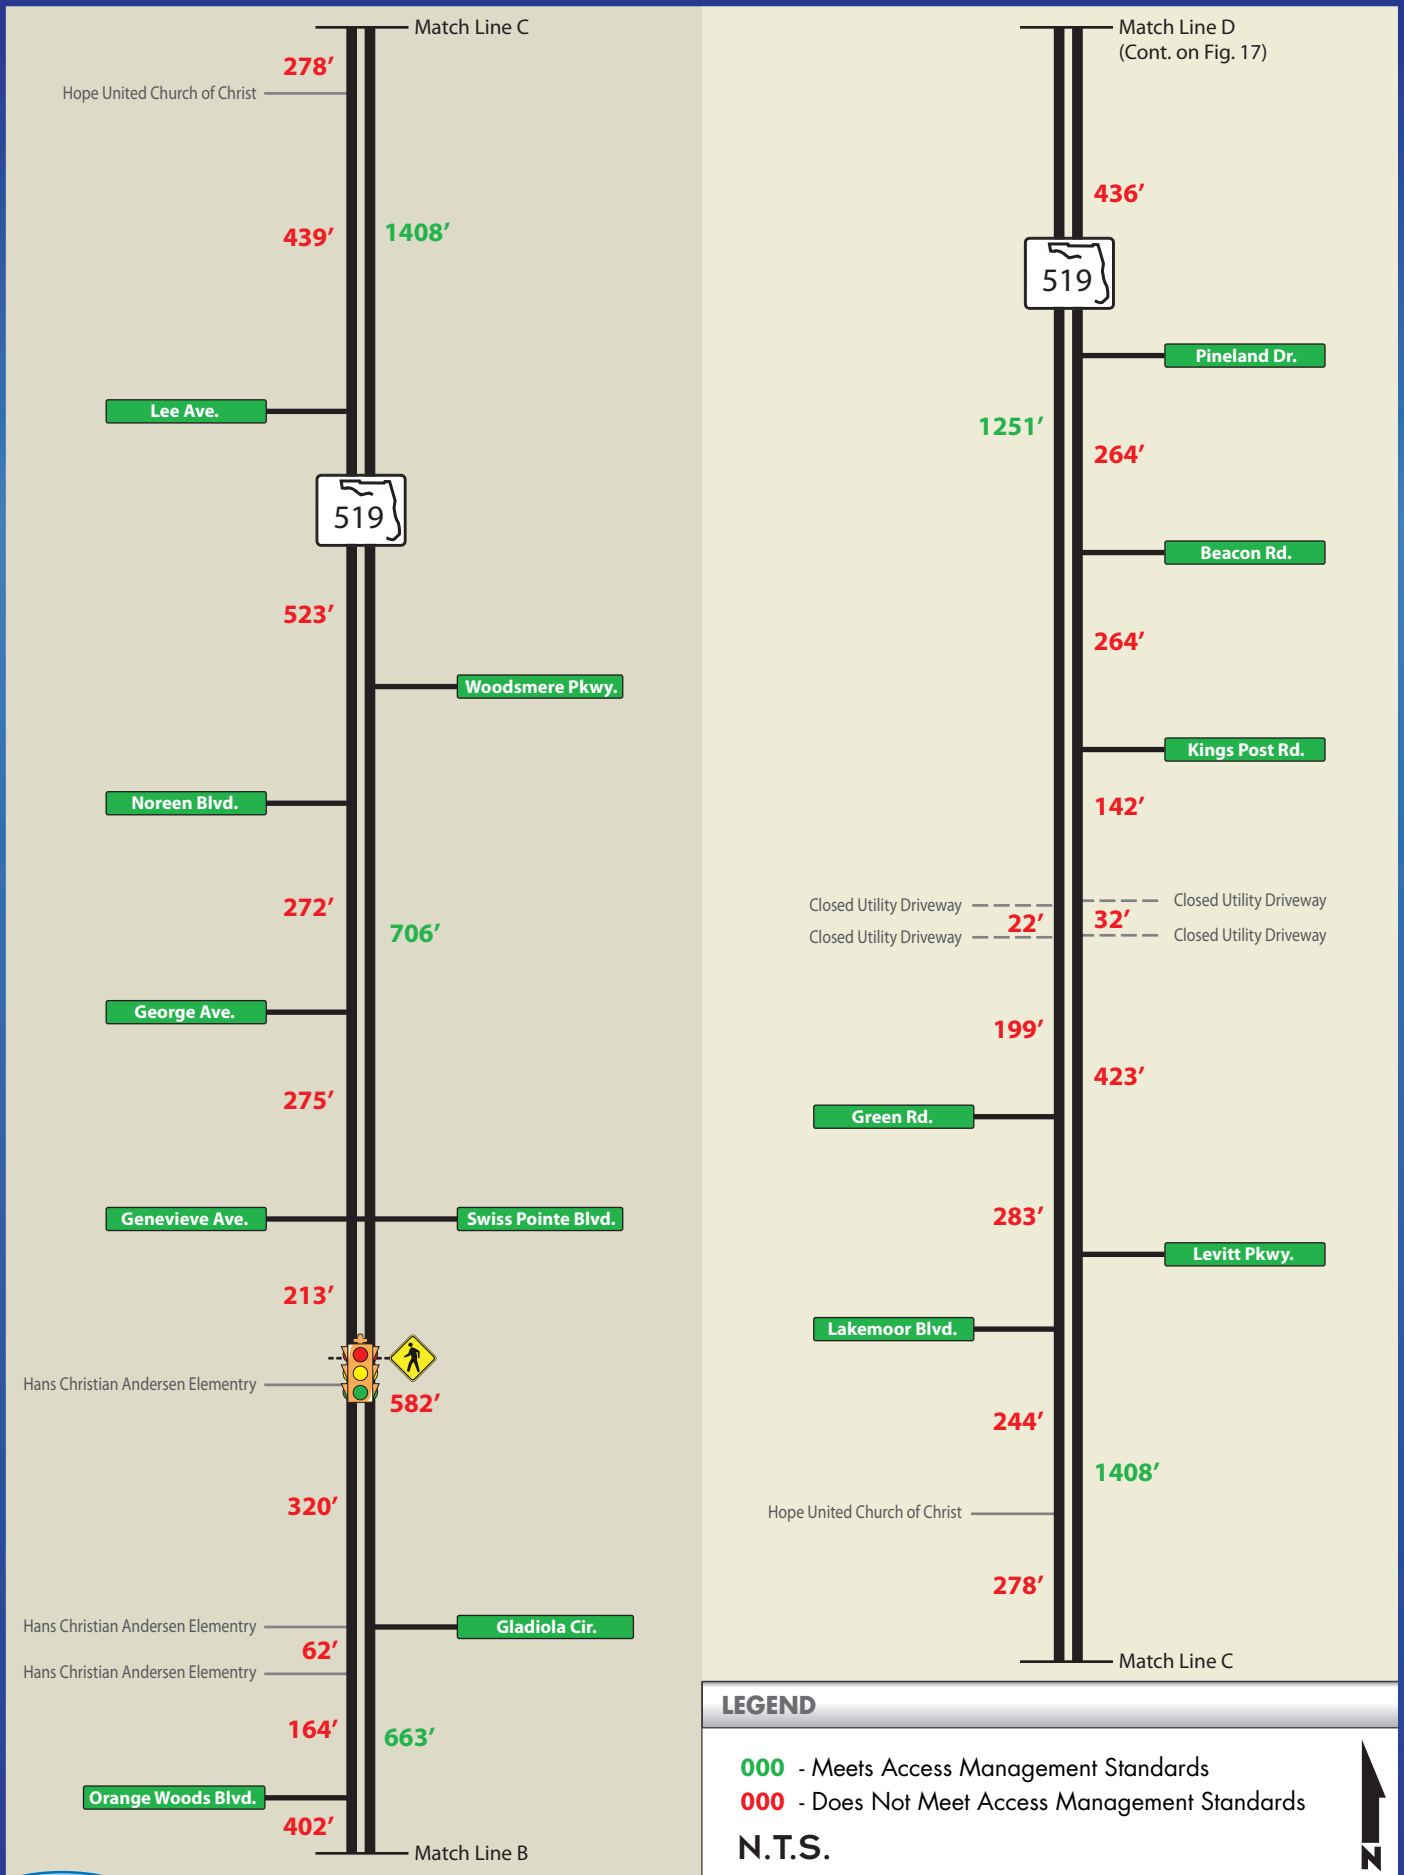 Match Line C
278’
Hope United Church of Christ
439’
1408’
Lee Ave.
519
523’
Woodsmere Pkwy.
Noreen Blvd.
272’
706’
George Ave.
275’
Genevieve Ave.
Swiss Pointe Blvd.
213’
Hans Christian Andersen Elementry
582’
320’
Hans Christian Andersen Elementry
Gladiola Cir.
62’
Hans Christian Andersen Elementry
164’
663’
Orange Woods Blvd.
402’
Match Line B
Match Line D
(Cont. on Fig. 17)
436’
519
Pineland Dr.
1251’
264’
Beacon Rd.
264’
Kings Post Rd.
142’
Closed Utility Driveway
Closed Utility Driveway
22’
32’
Closed Utility Driveway
Closed Utility Driveway
199’
423’
Green Rd.
283’
Levitt Pkwy.
Lakemoor Blvd.
244’
1408’
Hope United Church of Christ
278’
Match Line C
LEGEND
000 - Meets Access Management Standards
000 - Does Not Meet Access Management Standards
N.T.S.
N